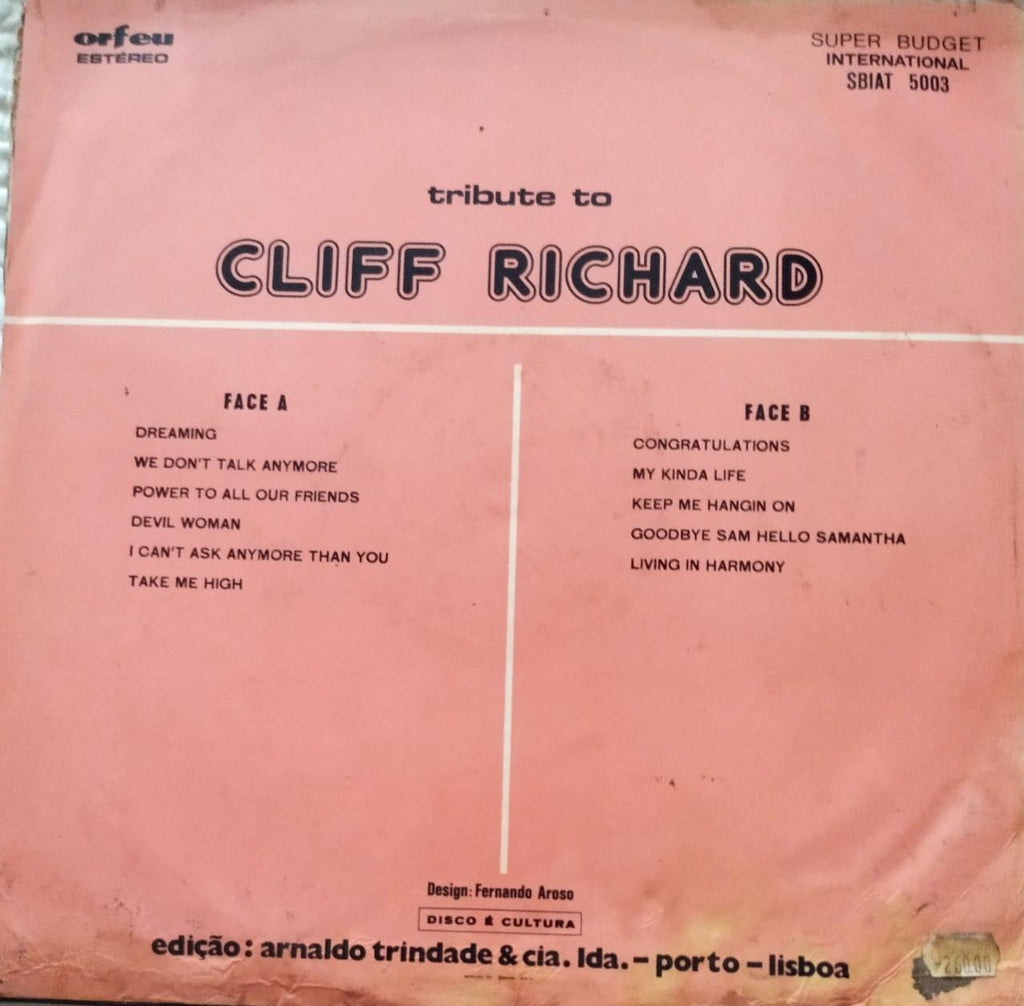 orfeu
ESTÉREO
SUPER BUDGET
INTERNATIONAL
SBIAT 5003
tribute to
CLIFF RICHARD
FACE A
DREAMING
WE DON'T TALK ANYMORE
POWER TO ALL OUR FRIENDS
DEVIL WOMAN
I CAN'T ASK ANYMORE THAN YOU
TAKE ME HIGH
FACE B
CONGRATULATIONS
MY KINDA LIFE
KEEP ME HANGIN ON
GOODBYE SAM HELLO SAMANTHA
LIVING IN HARMONY
Design: Fernando Aroso
DISCO É CULTURA
edição: arnaldo trindade & cia. lda. – porto – lisboa